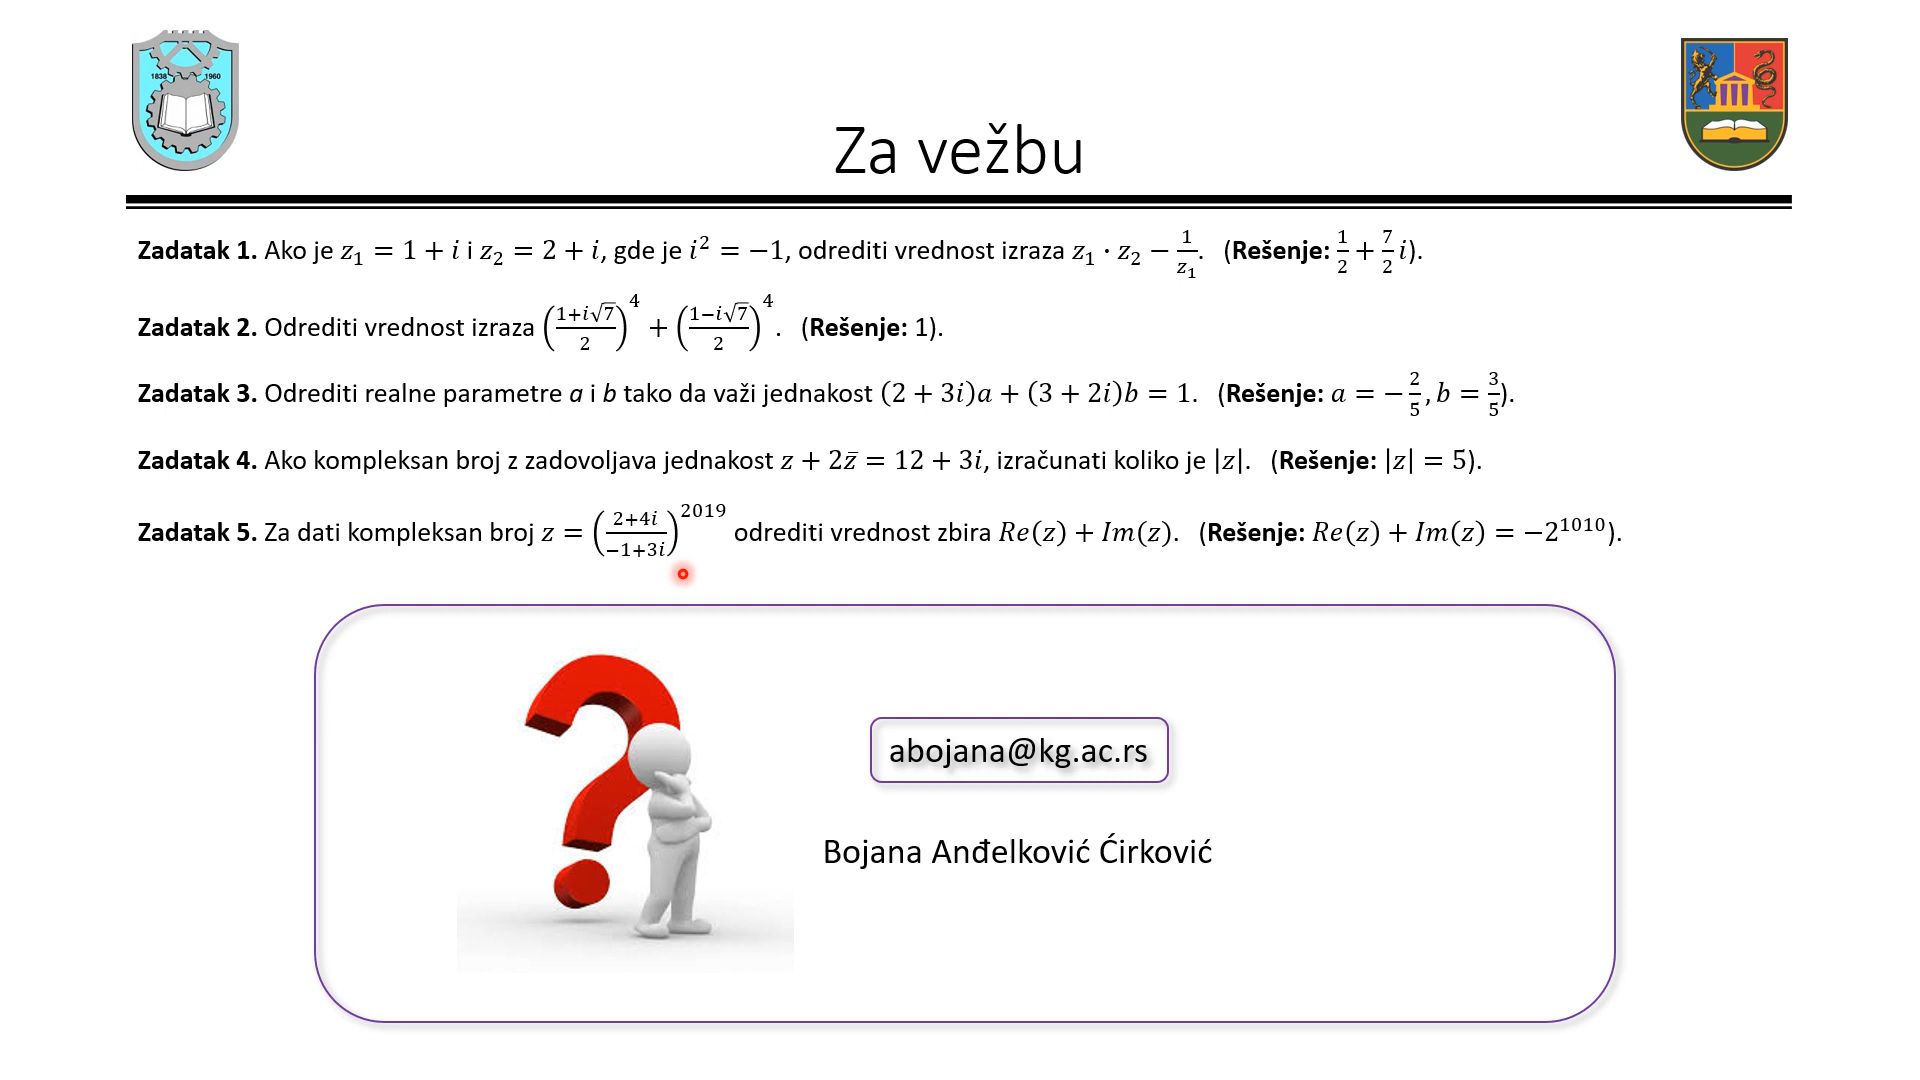 1838 1960
Za vežbu
Zadatak 1. Ako je z₁ = 1 + i i z₂ = 2 + i, gde je i² = −1, odrediti vrednost izraza z₁ · z₂ − 1/z₁. (Rešenje: 1/2 + 7/2 i).
Zadatak 2. Odrediti vrednost izraza ((1+i√7)/2)⁴ + ((1−i√7)/2)⁴. (Rešenje: 1).
Zadatak 3. Odrediti realne parametre a i b tako da važi jednakost (2 + 3i)a + (3 + 2i)b = 1. (Rešenje: a = −2/5, b = 3/5).
Zadatak 4. Ako kompleksan broj z zadovoljava jednakost z + 2z̄ = 12 + 3i, izračunati koliko je |z|. (Rešenje: |z| = 5).
Zadatak 5. Za dati kompleksan broj z = ((2+4i)/(−1+3i))²⁰¹⁹ odrediti vrednost zbira Re(z) + Im(z). (Rešenje: Re(z) + Im(z) = −2¹⁰¹⁰).
abojana@kg.ac.rs
Bojana Anđelković Ćirković